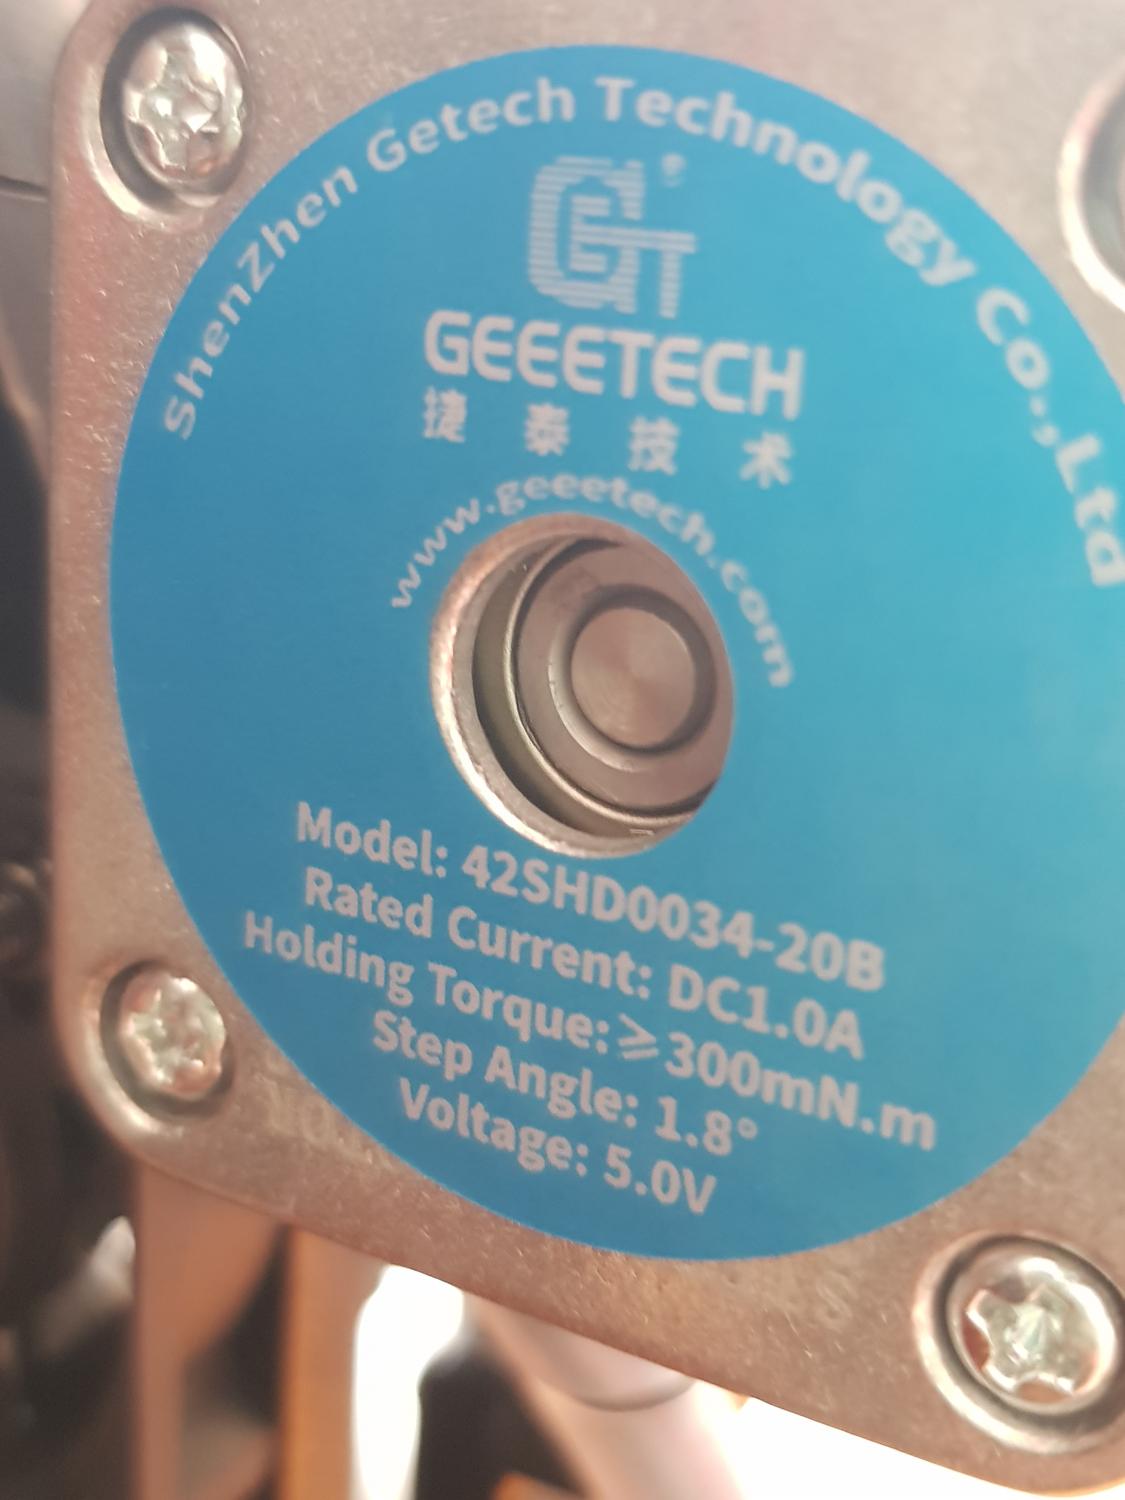 ShenZhen Getech Technology Co.,Ltd
GT®
GEEETECH
捷泰技术
www.geeetech.com
Model: 42SHD0034-20B
Rated Current: DC1.0A
Holding Torque:≥300mN.m
Step Angle: 1.8°
Voltage: 5.0V